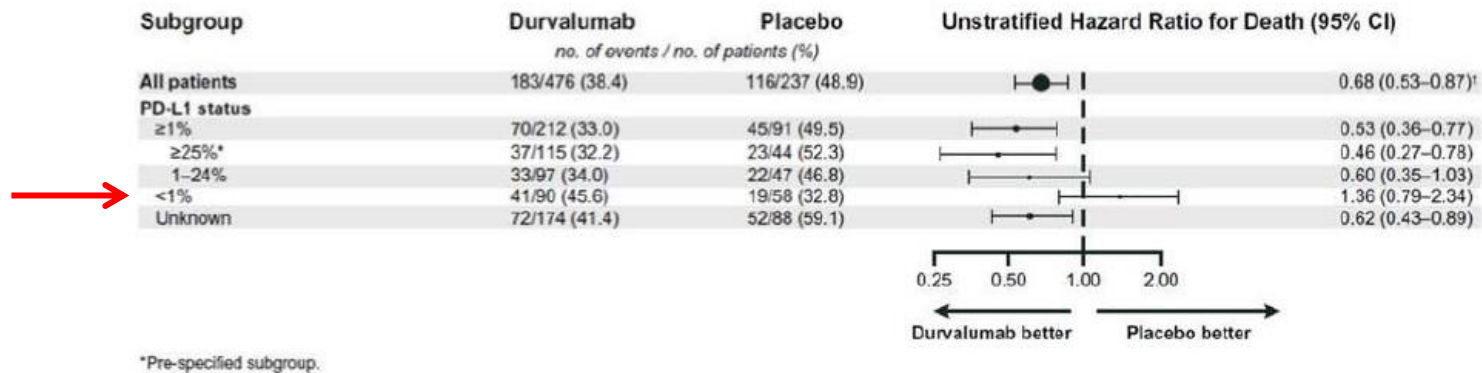 Subgroup Durvalumab Placebo Unstratified Hazard Ratio for Death (95% CI)
no. of events / no. of patients (%)
All patients 183/476 (38.4) 116/237 (48.9) 0.68 (0.53–0.87)†
PD-L1 status
≥1% 70/212 (33.0) 45/91 (49.5) 0.53 (0.36–0.77)
≥25%* 37/115 (32.2) 23/44 (52.3) 0.46 (0.27–0.78)
1–24% 33/97 (34.0) 22/47 (46.8) 0.60 (0.35–1.03)
<1% 41/90 (45.6) 19/58 (32.8) 1.36 (0.79–2.34)
Unknown 72/174 (41.4) 52/88 (59.1) 0.62 (0.43–0.89)
0.25 0.50 1.00 2.00
Durvalumab better Placebo better
*Pre-specified subgroup.